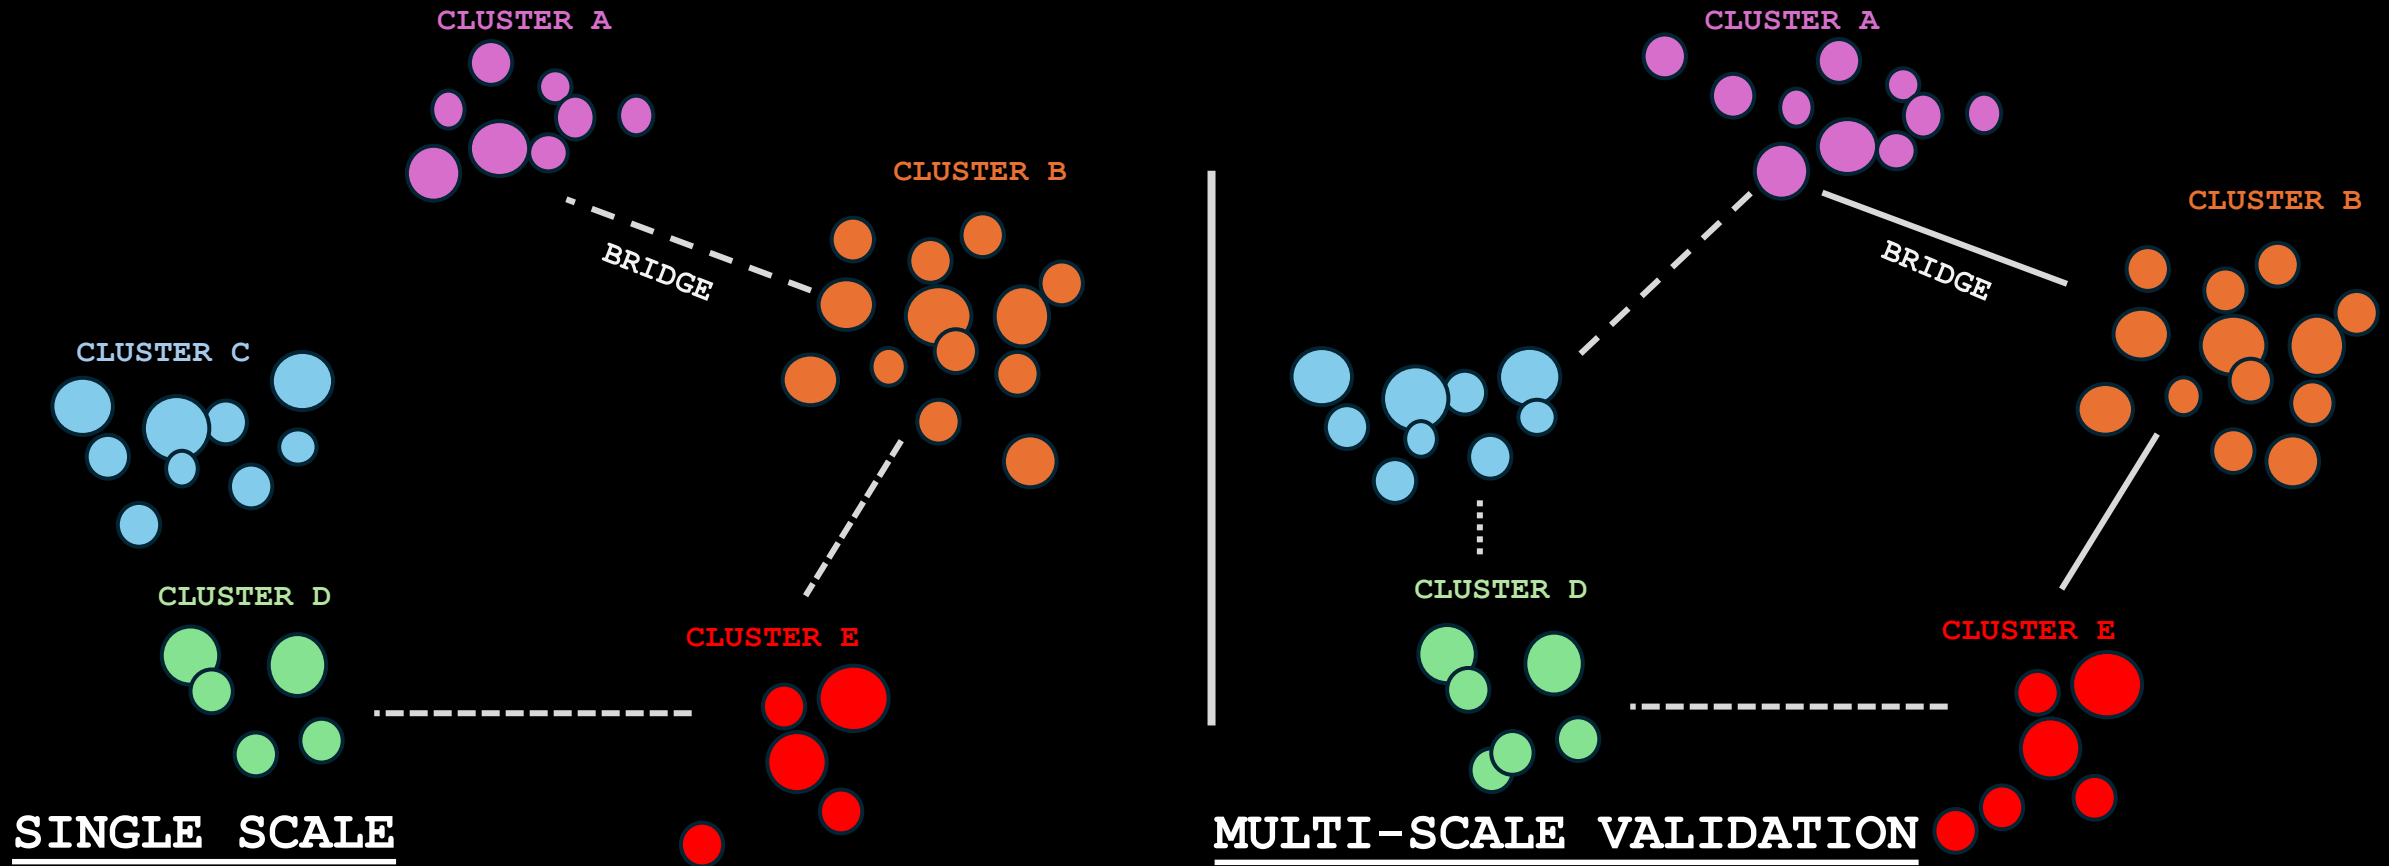 CLUSTER A
CLUSTER B
BRIDGE
CLUSTER C
CLUSTER D
CLUSTER E
SINGLE SCALE
CLUSTER A
CLUSTER B
BRIDGE
CLUSTER D
CLUSTER E
MULTI-SCALE VALIDATION